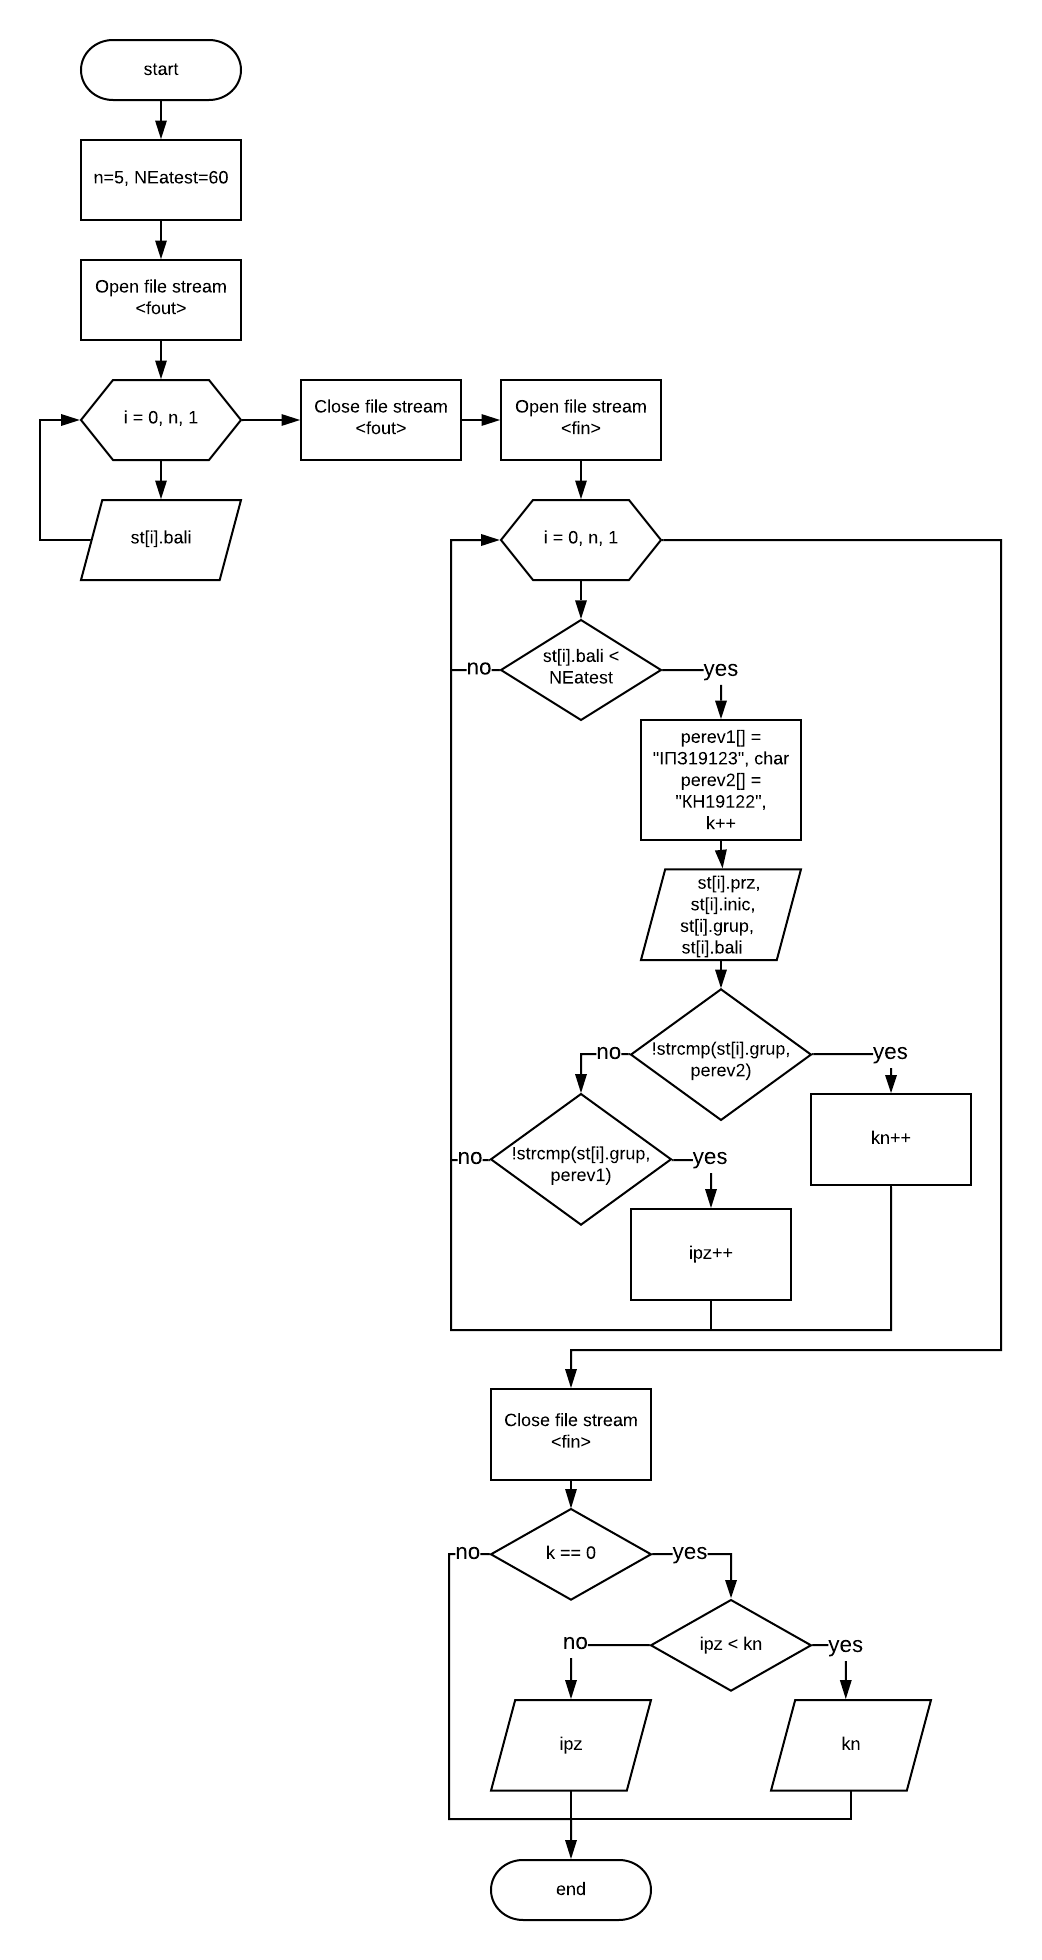 start
n=5, NEatest=60
Open file stream
<fout>
i = 0, n, 1
Close file stream
<fout>
Open file stream
<fin>
st[i].bali
i = 0, n, 1
st[i].bali <
NEatest
no
yes
perev1[] =
"ІПЗ19123", char
perev2[] =
"КН19122",
k++
st[i].prz,
st[i].inic,
st[i].grup,
st[i].bali
!strcmp(st[i].grup,
perev2)
no
yes
kn++
!strcmp(st[i].grup,
perev1)
no
yes
ipz++
Close file stream
<fin>
k == 0
no
yes
ipz < kn
no
yes
ipz
kn
end